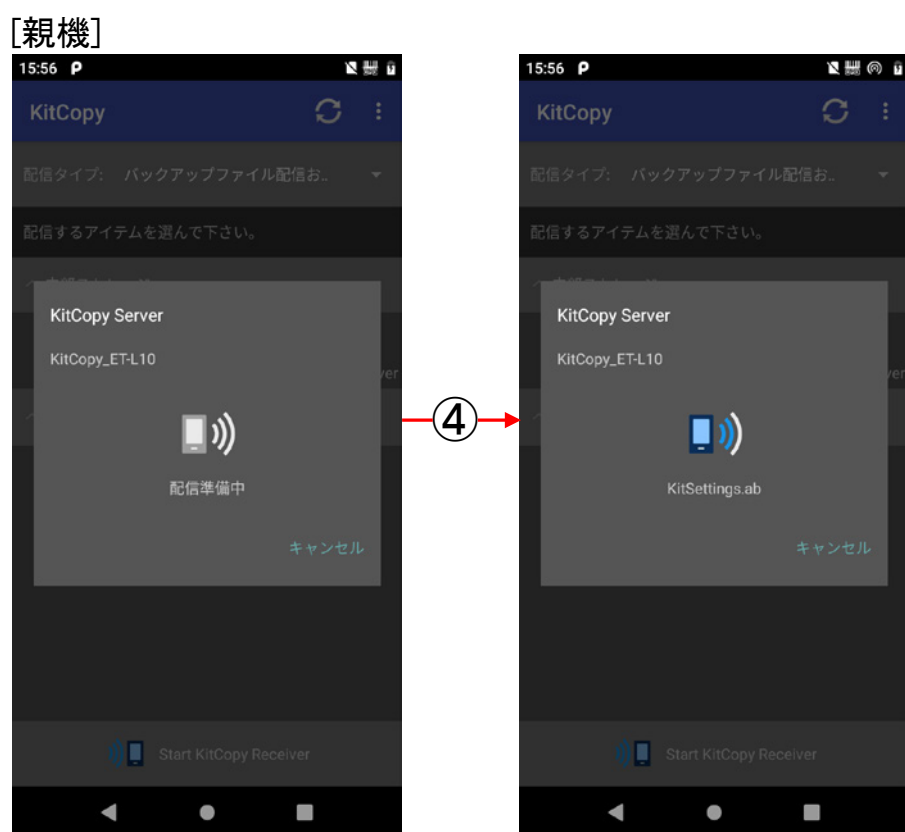 [親機]
15:56
KitCopy
配信タイプ: バックアップファイル配信お..
配信するアイテムを選んで下さい。
KitCopy Server
KitCopy_ET-L10
ver
配信準備中
キャンセル
Start KitCopy Receiver
④
15:56
KitCopy
配信タイプ: バックアップファイル配信お..
配信するアイテムを選んで下さい。
KitCopy Server
KitCopy_ET-L10
ver
KitSettings.ab
キャンセル
Start KitCopy Receiver